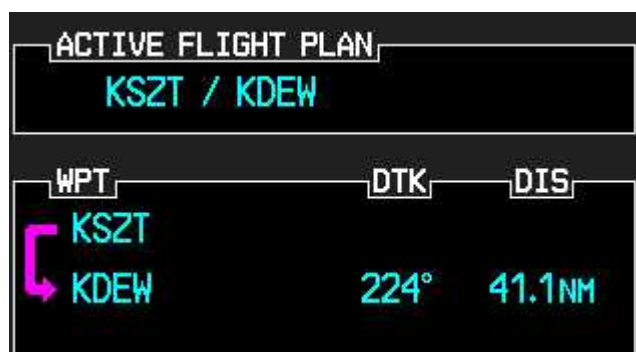 ACTIVE FLIGHT PLAN
KSZT / KDEW
WPT DTK DIS
KSZT
KDEW 224° 41.1NM